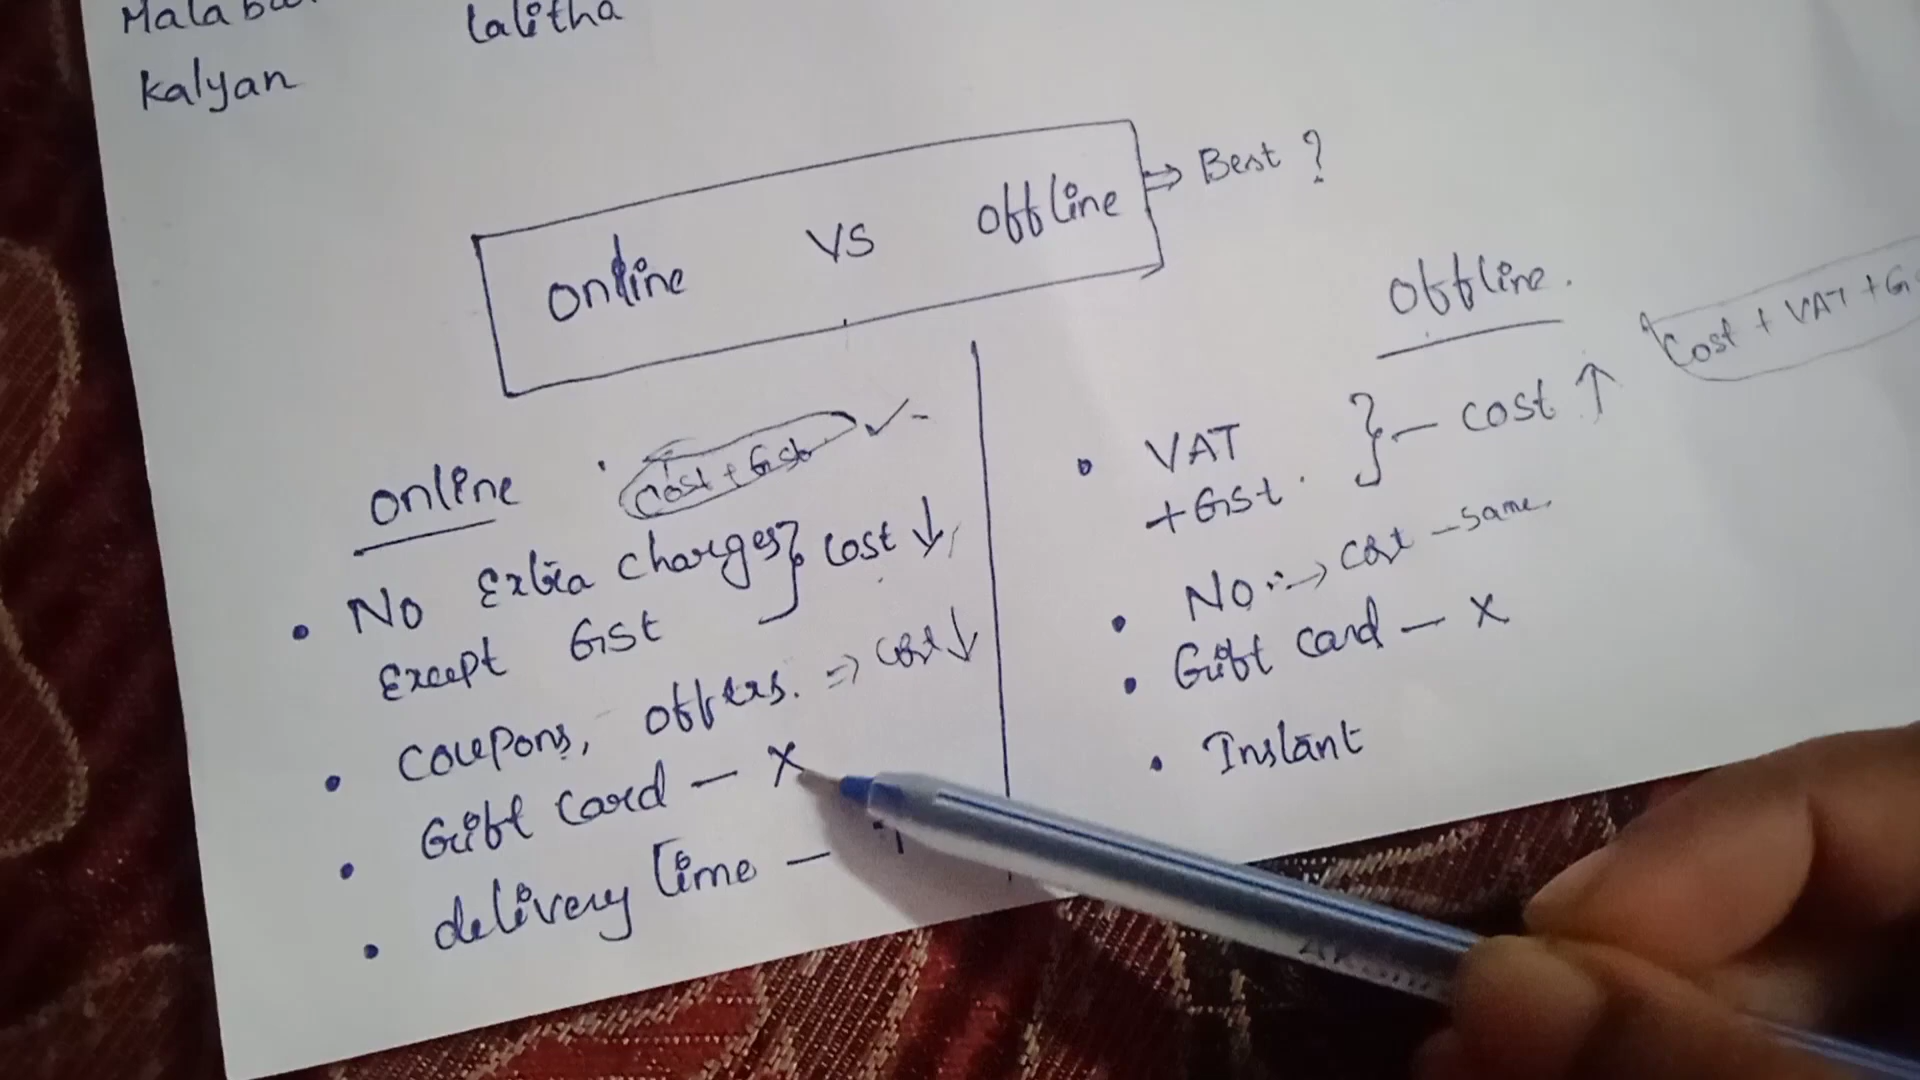 lalitha
Kalyan
Online VS Offline ⇒ Best ?
Online
Cost + Gst ✓ -
• No Extra charges } Cost ↓
Except Gst
• Coupons, Offers. ⇒ Cost ↓
• Gift Card - X
• delivery Time -
Offline.
Cost + VAT +
• VAT } - Cost ↑
+ GSt.
• No → Cost - Same.
• Gift card - X
• Instant